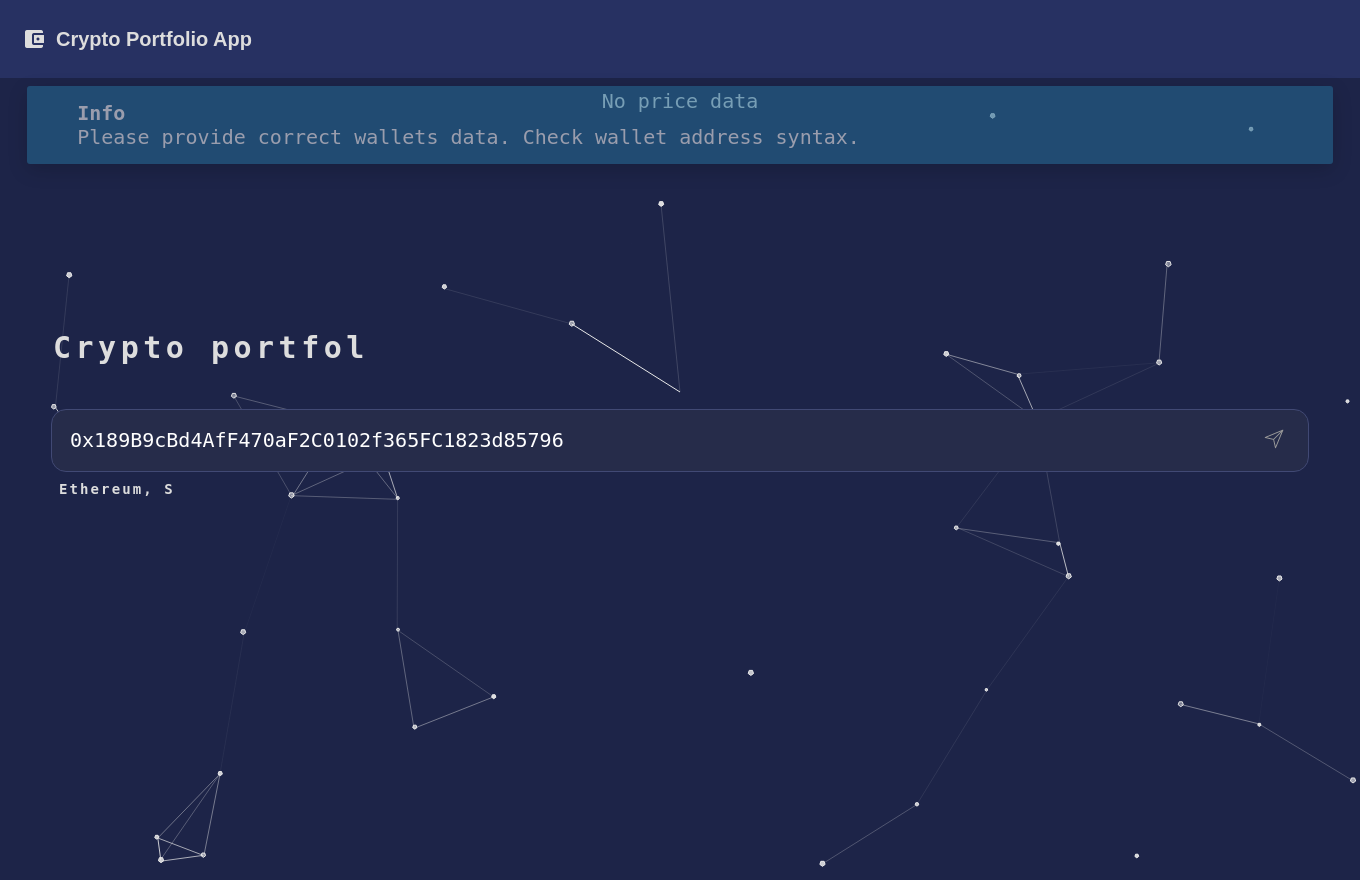 Crypto Portfolio App
No price data
Info
Please provide correct wallets data. Check wallet address syntax.
Crypto portfol
0x189B9cBd4AfF470aF2C0102f365FC1823d85796
Ethereum, S